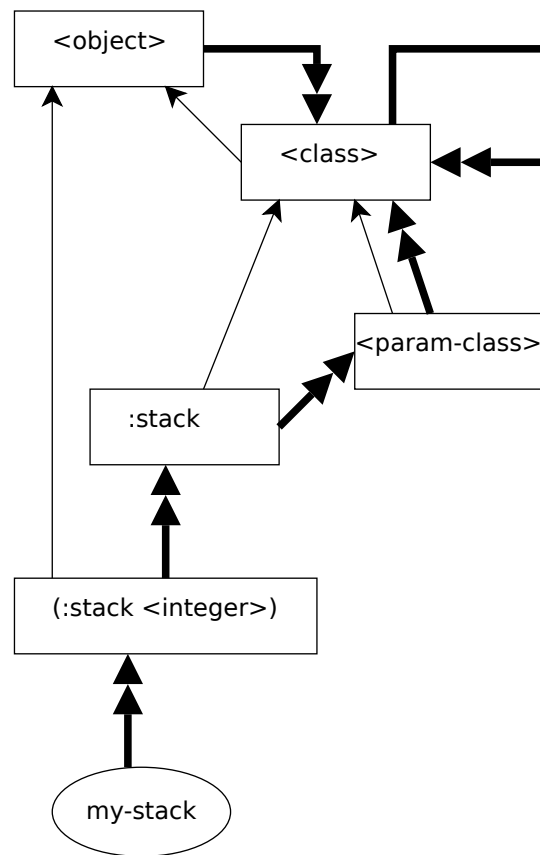 <object>
<class>
<param-class>
:stack
(:stack <integer>)
my-stack